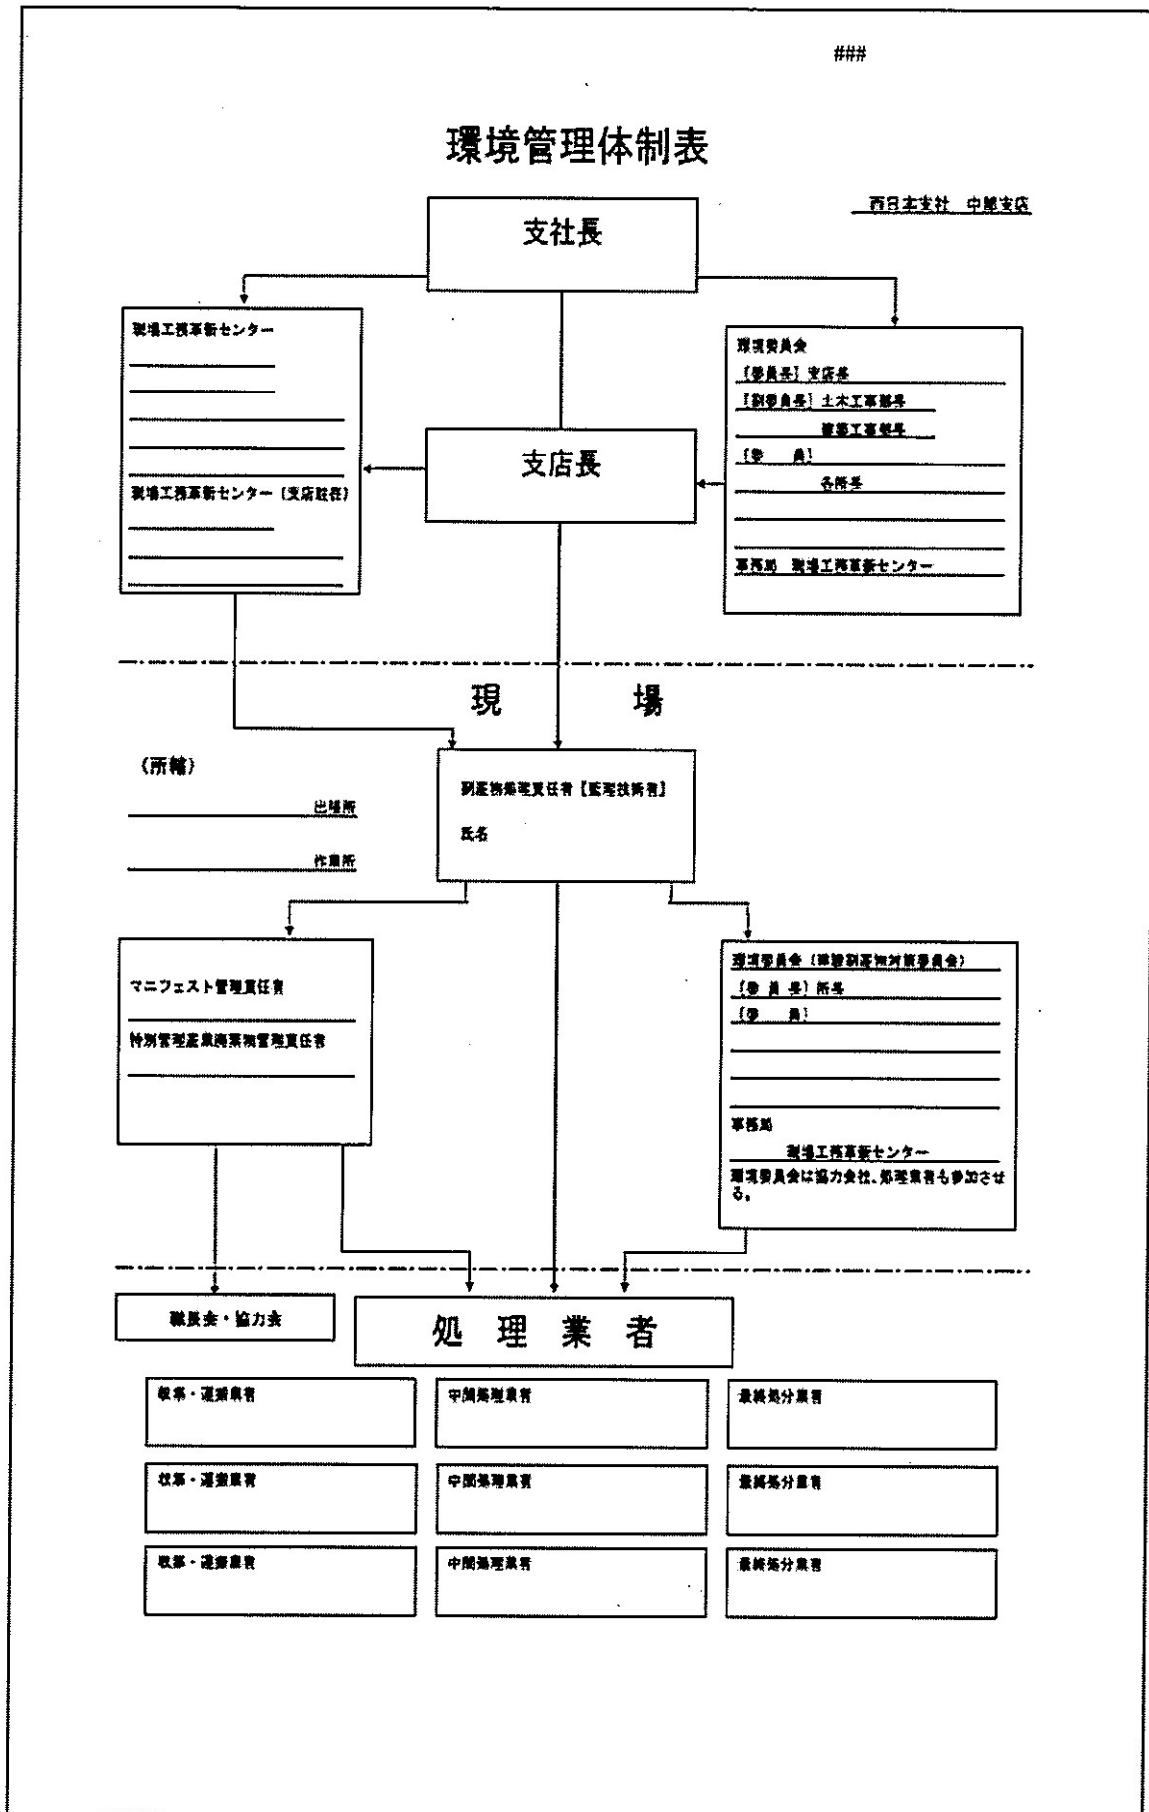 ###
環境管理体制表
西日本支社 中部支店
支社長
現場工務革新センター
現場工務革新センター(支店駐在)
環境委員会
[委員長] 支店長
[副委員長] 土木工事部長
建築工事部長
[委 員]
各所長
事務局 現場工務革新センター
支店長
現 場
(所轄)
出張所
作業所
副産物処理責任者【監理技術者】
氏名
マニフェスト管理責任者
特別管理産業廃棄物管理責任者
環境委員会(建設副産物対策委員会)
[委 員 長] 所長
[委 員]
事務局
現場工務革新センター
環境委員会は協力会社、処理業者も参加させ
る。
職長会・協力会
処 理 業 者
収集・運搬業者
中間処理業者
最終処分業者
収集・運搬業者
中間処理業者
最終処分業者
収集・運搬業者
中間処理業者
最終処分業者